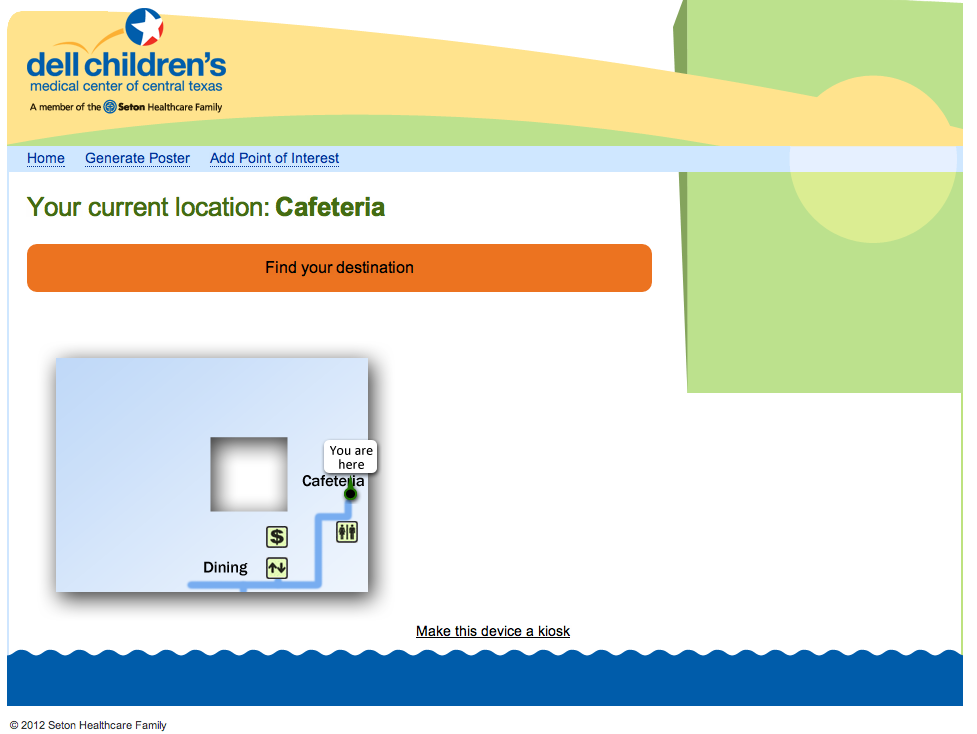 dell children's
medical center of central texas
A member of the Seton Healthcare Family
Home Generate Poster Add Point of Interest
Your current location: Cafeteria
Find your destination
You are
here
Cafeteria
$
Dining
Make this device a kiosk
© 2012 Seton Healthcare Family